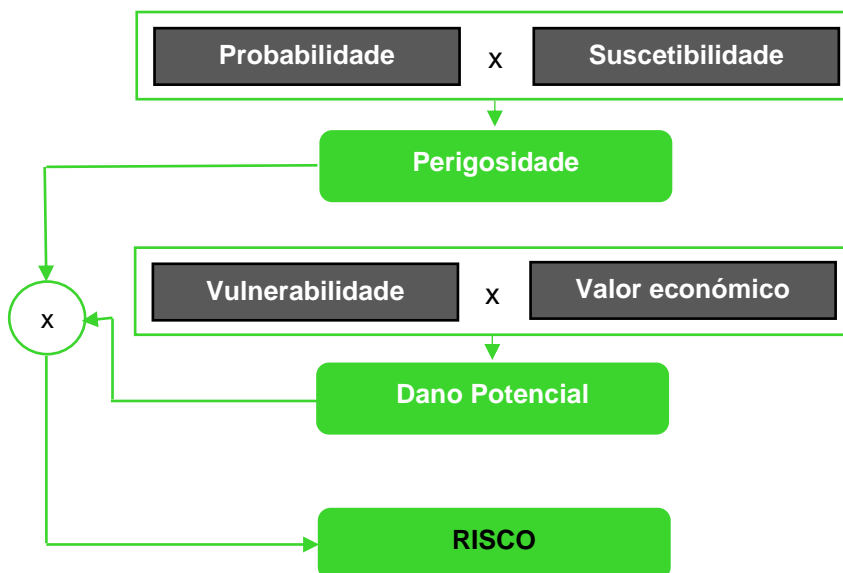 Probabilidade x Suscetibilidade
Perigosidade
Vulnerabilidade x Valor económico
x
Dano Potencial
RISCO